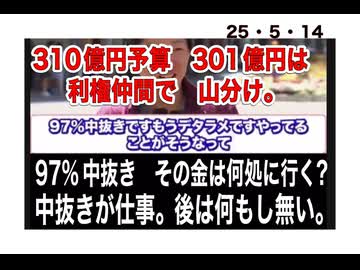 25・5・14
310億円予算 301億円は
利権仲間で 山分け。
97%中抜きですもうデタラメですやってる
ことがそうなって
97%中抜き その金は何処に行く?
中抜きが仕事。後は何もし無い。